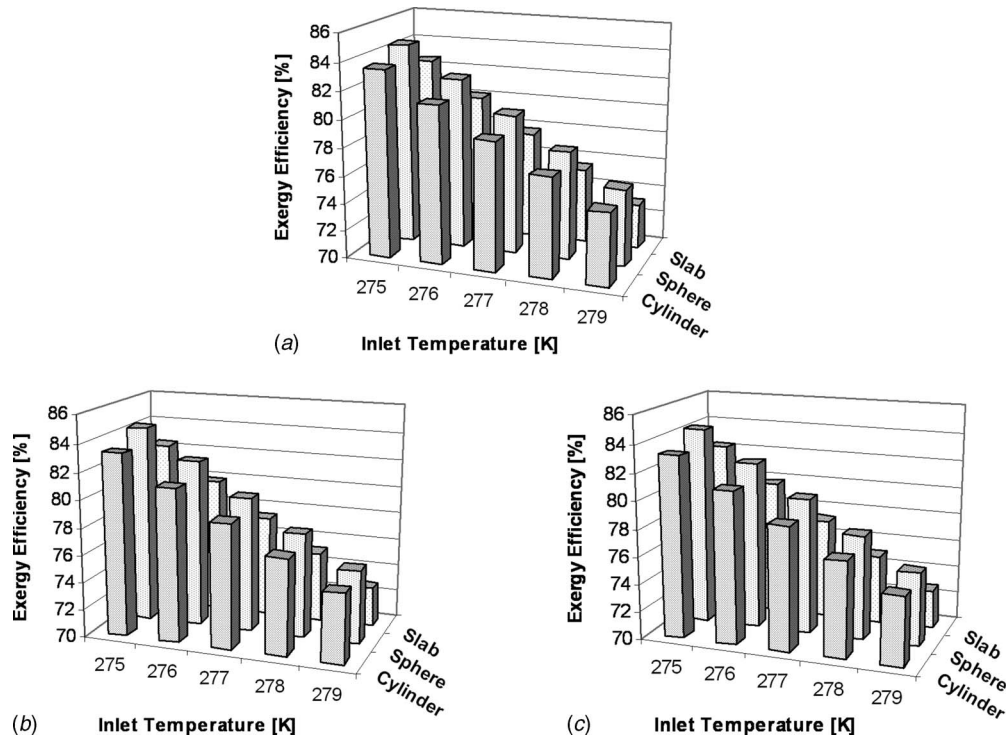 86
84
82
80
78
76
74
72
70
Exergy Efficiency [%]
275
276
277
278
279
Slab
Sphere
Cylinder
(a)
Inlet Temperature [K]
86
84
82
80
78
76
74
72
70
Exergy Efficiency [%]
275
276
277
278
279
Slab
Sphere
Cylinder
(b)
Inlet Temperature [K]
86
84
82
80
78
76
74
72
70
Exergy Efficiency [%]
275
276
277
278
279
Slab
Sphere
Cylinder
(c)
Inlet Temperature [K]